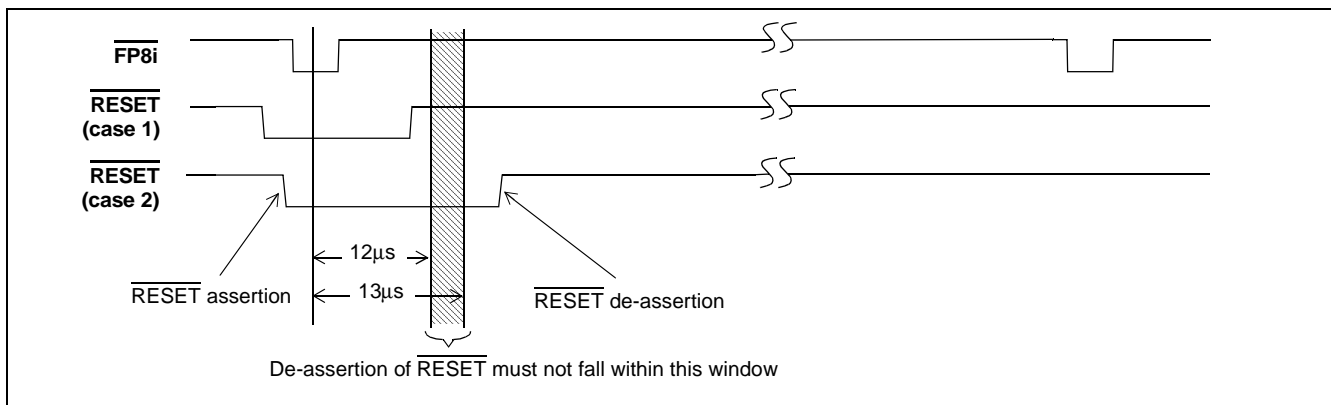 FP8i
RESET
(case 1)
RESET
(case 2)
12μs
RESET assertion
13μs
RESET de-assertion
De-assertion of RESET must not fall within this window